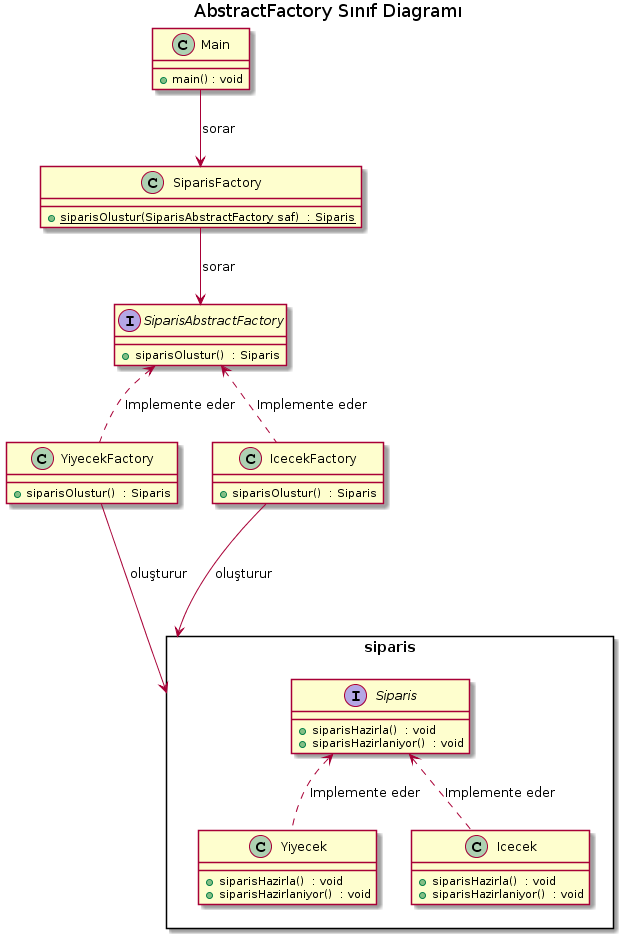 AbstractFactory Sınıf Diagramı
C Main
main() : void
sorar
C SiparisFactory
siparisOlustur(SiparisAbstractFactory saf) : Siparis
sorar
I SiparisAbstractFactory
siparisOlustur() : Siparis
Implemente eder Implemente eder
C YiyecekFactory C IcecekFactory
siparisOlustur() : Siparis siparisOlustur() : Siparis
oluşturur oluşturur
siparis
I Siparis
siparisHazirla() : void
siparisHazirlaniyor() : void
Implemente eder Implemente eder
C Yiyecek C Icecek
siparisHazirla() : void siparisHazirla() : void
siparisHazirlaniyor() : void siparisHazirlaniyor() : void